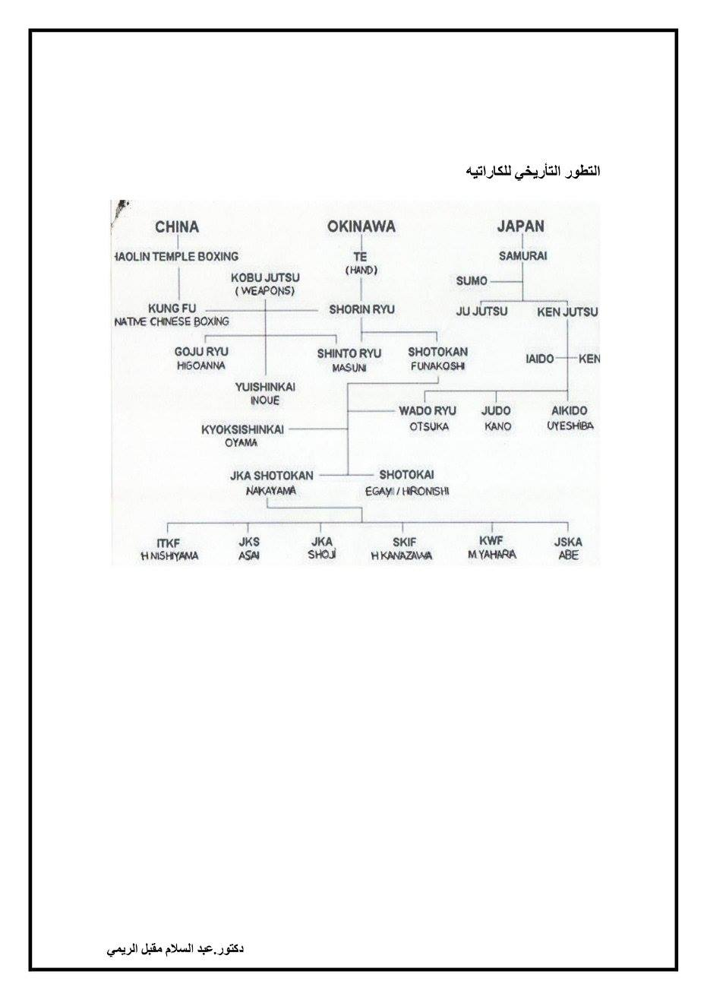 التطور التأريخي للكاراتيه
CHINA OKINAWA JAPAN
HAOLIN TEMPLE BOXING TE SAMURAI
(HAND)
KOBU JUTSU SUMO
(WEAPONS)
KUNG FU SHORIN RYU JU JUTSU KEN JUTSU
NATIVE CHINESE BOXING
GOJU RYU SHINTO RYU SHOTOKAN IAIDO KEN
HIGOANNA MASUNI FUNAKOSHI
YUISHINKAI
INOUE
WADO RYU JUDO AIKIDO
OTSUKA KANO UYESHIBA
KYOKSISHINKAI
OYAMA
JKA SHOTOKAN SHOTOKAI
NAKAYAMA EGAYII / HIRONISHI
ITKF JKS JKA SKIF KWF JSKA
H NISHIYAMA ASAI SHOJI H KANAZAWA M YAHARA ABE
دكتور.عبد السلام مقبل الريمي